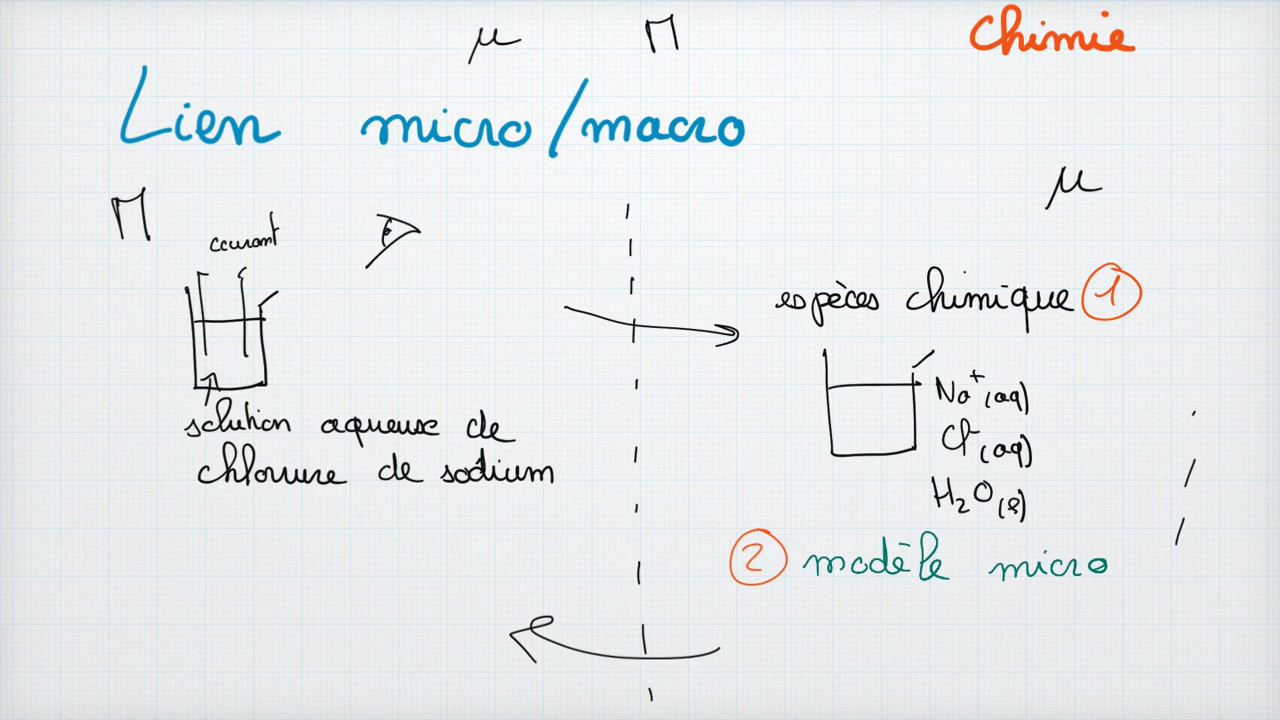 μ M Chimie
Lien micro/macro
M
μ
courant
espèces chimique 1
Na+(aq)
Cl-(aq)
H2O(l)
solution aqueuse de
chlorure de sodium
2 modèle micro